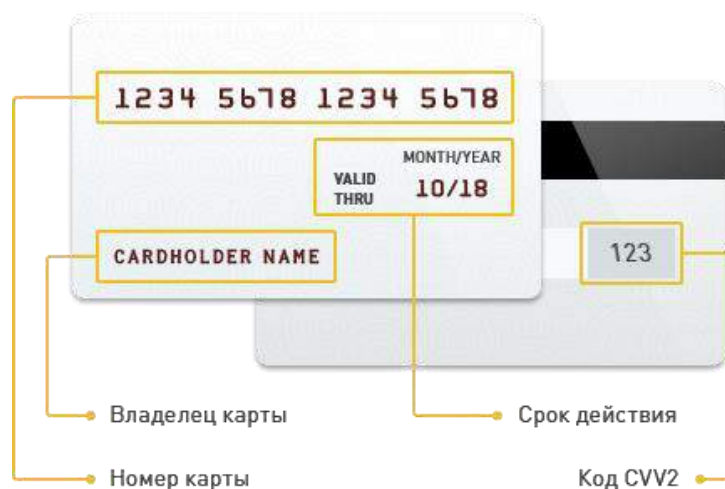 1234 5678 1234 5678
MONTH/YEAR
VALID
THRU
10/18
CARDHOLDER NAME
123
Владелец карты
Срок действия
Номер карты
Код CVV2